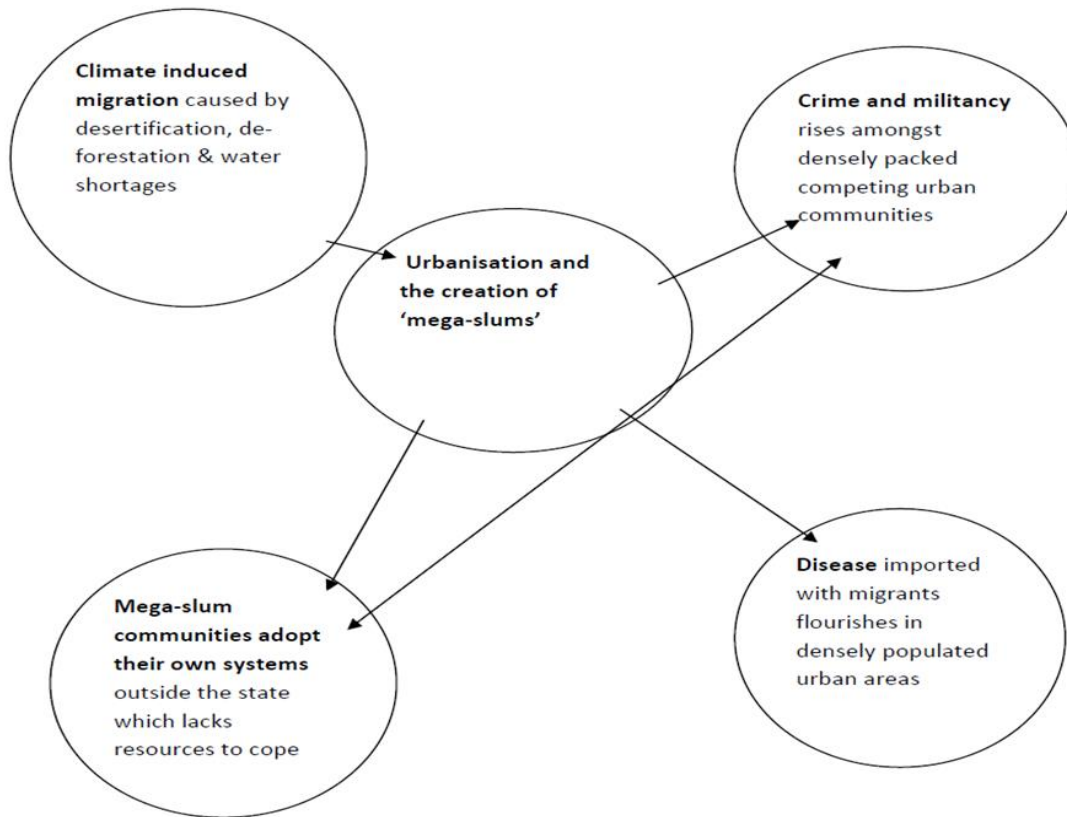 Climate induced
migration caused by
desertification, de-
forestation & water
shortages
Crime and militancy
rises amongst
densely packed
competing urban
communities
Urbanisation and
the creation of
‘mega-slums’
Mega-slum
communities adopt
their own systems
outside the state
which lacks
resources to cope
Disease imported
with migrants
flourishes in
densely populated
urban areas